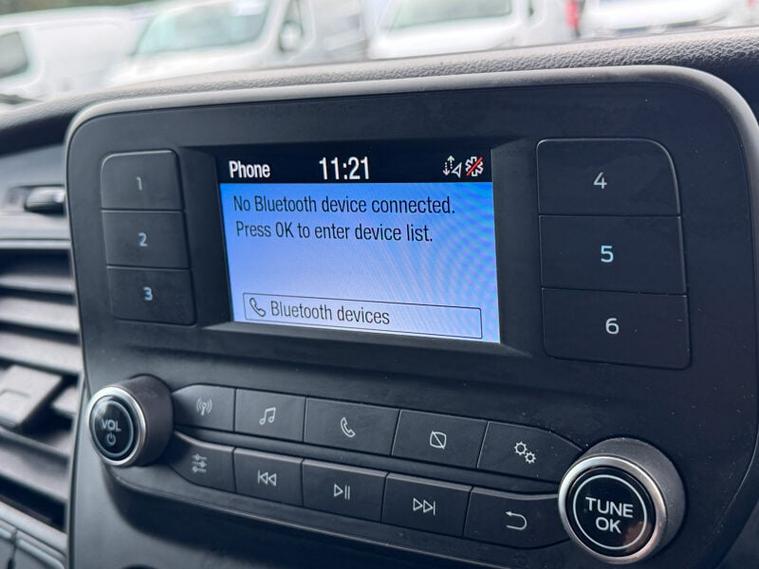 Phone 11:21
No Bluetooth device connected.
Press OK to enter device list.
Bluetooth devices
1
2
3
4
5
6
VOL
TUNE
OK